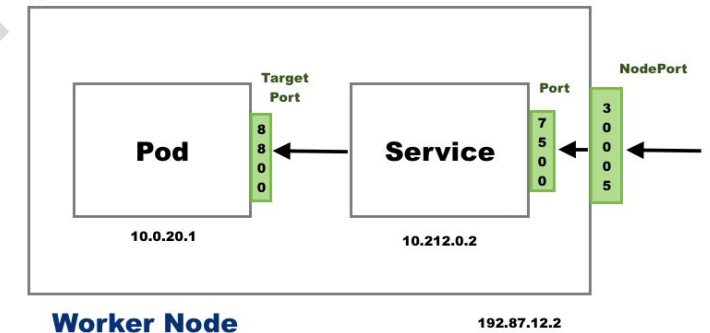 NodePort
Target
Port
Port
8800
Pod
Service
7500
30005
10.0.20.1
10.212.0.2
Worker Node
192.87.12.2